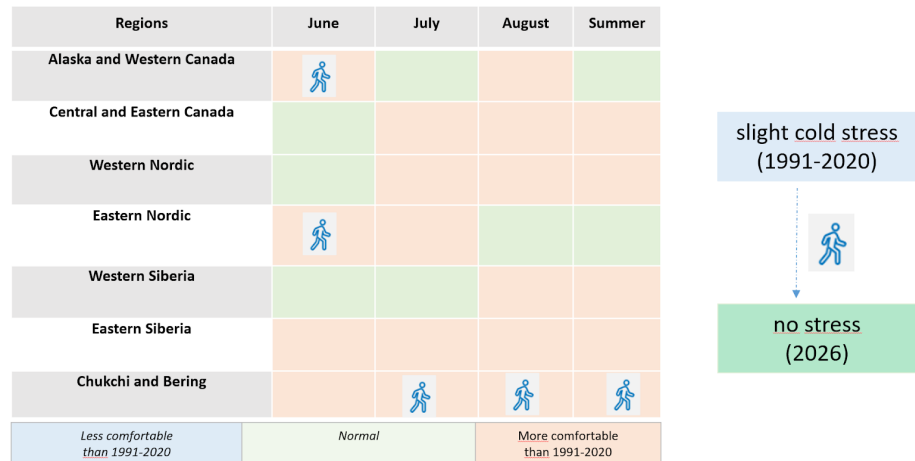 Regions June July August Summer
Alaska and Western Canada
Central and Eastern Canada
Western Nordic
Eastern Nordic
Western Siberia
Eastern Siberia
Chukchi and Bering
Less comfortable
than 1991-2020
Normal
More comfortable
than 1991-2020
slight cold stress
(1991-2020)
no stress
(2026)